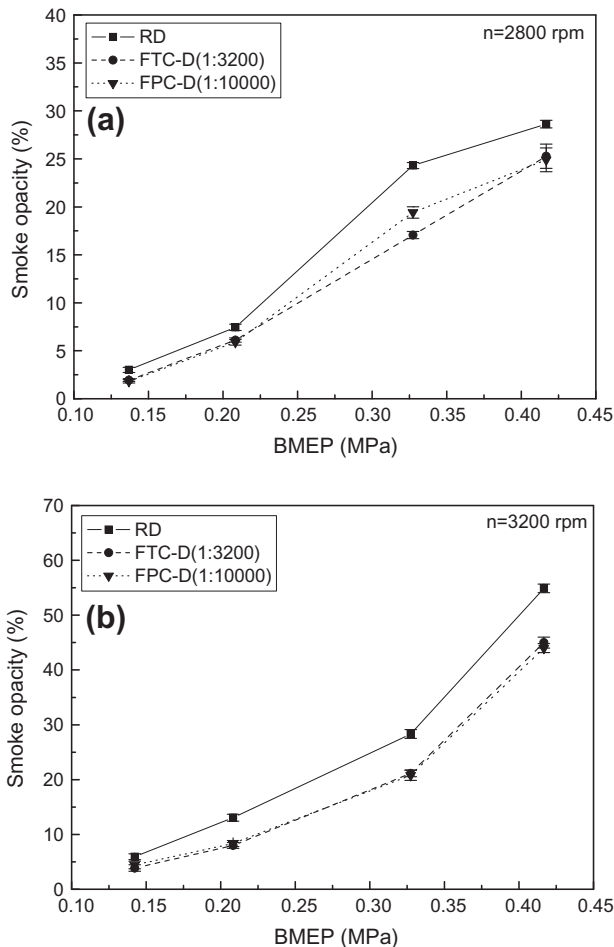 40
35
30
25
20
15
10
5
0
Smoke opacity (%)
RD
FTC-D(1:3200)
FPC-D(1:10000)
n=2800 rpm
(a)
0.10 0.15 0.20 0.25 0.30 0.35 0.40 0.45
BMEP (MPa)
70
60
50
40
30
20
10
0
Smoke opacity (%)
RD
FTC-D(1:3200)
FPC-D(1:10000)
n=3200 rpm
(b)
0.10 0.15 0.20 0.25 0.30 0.35 0.40 0.45
BMEP (MPa)